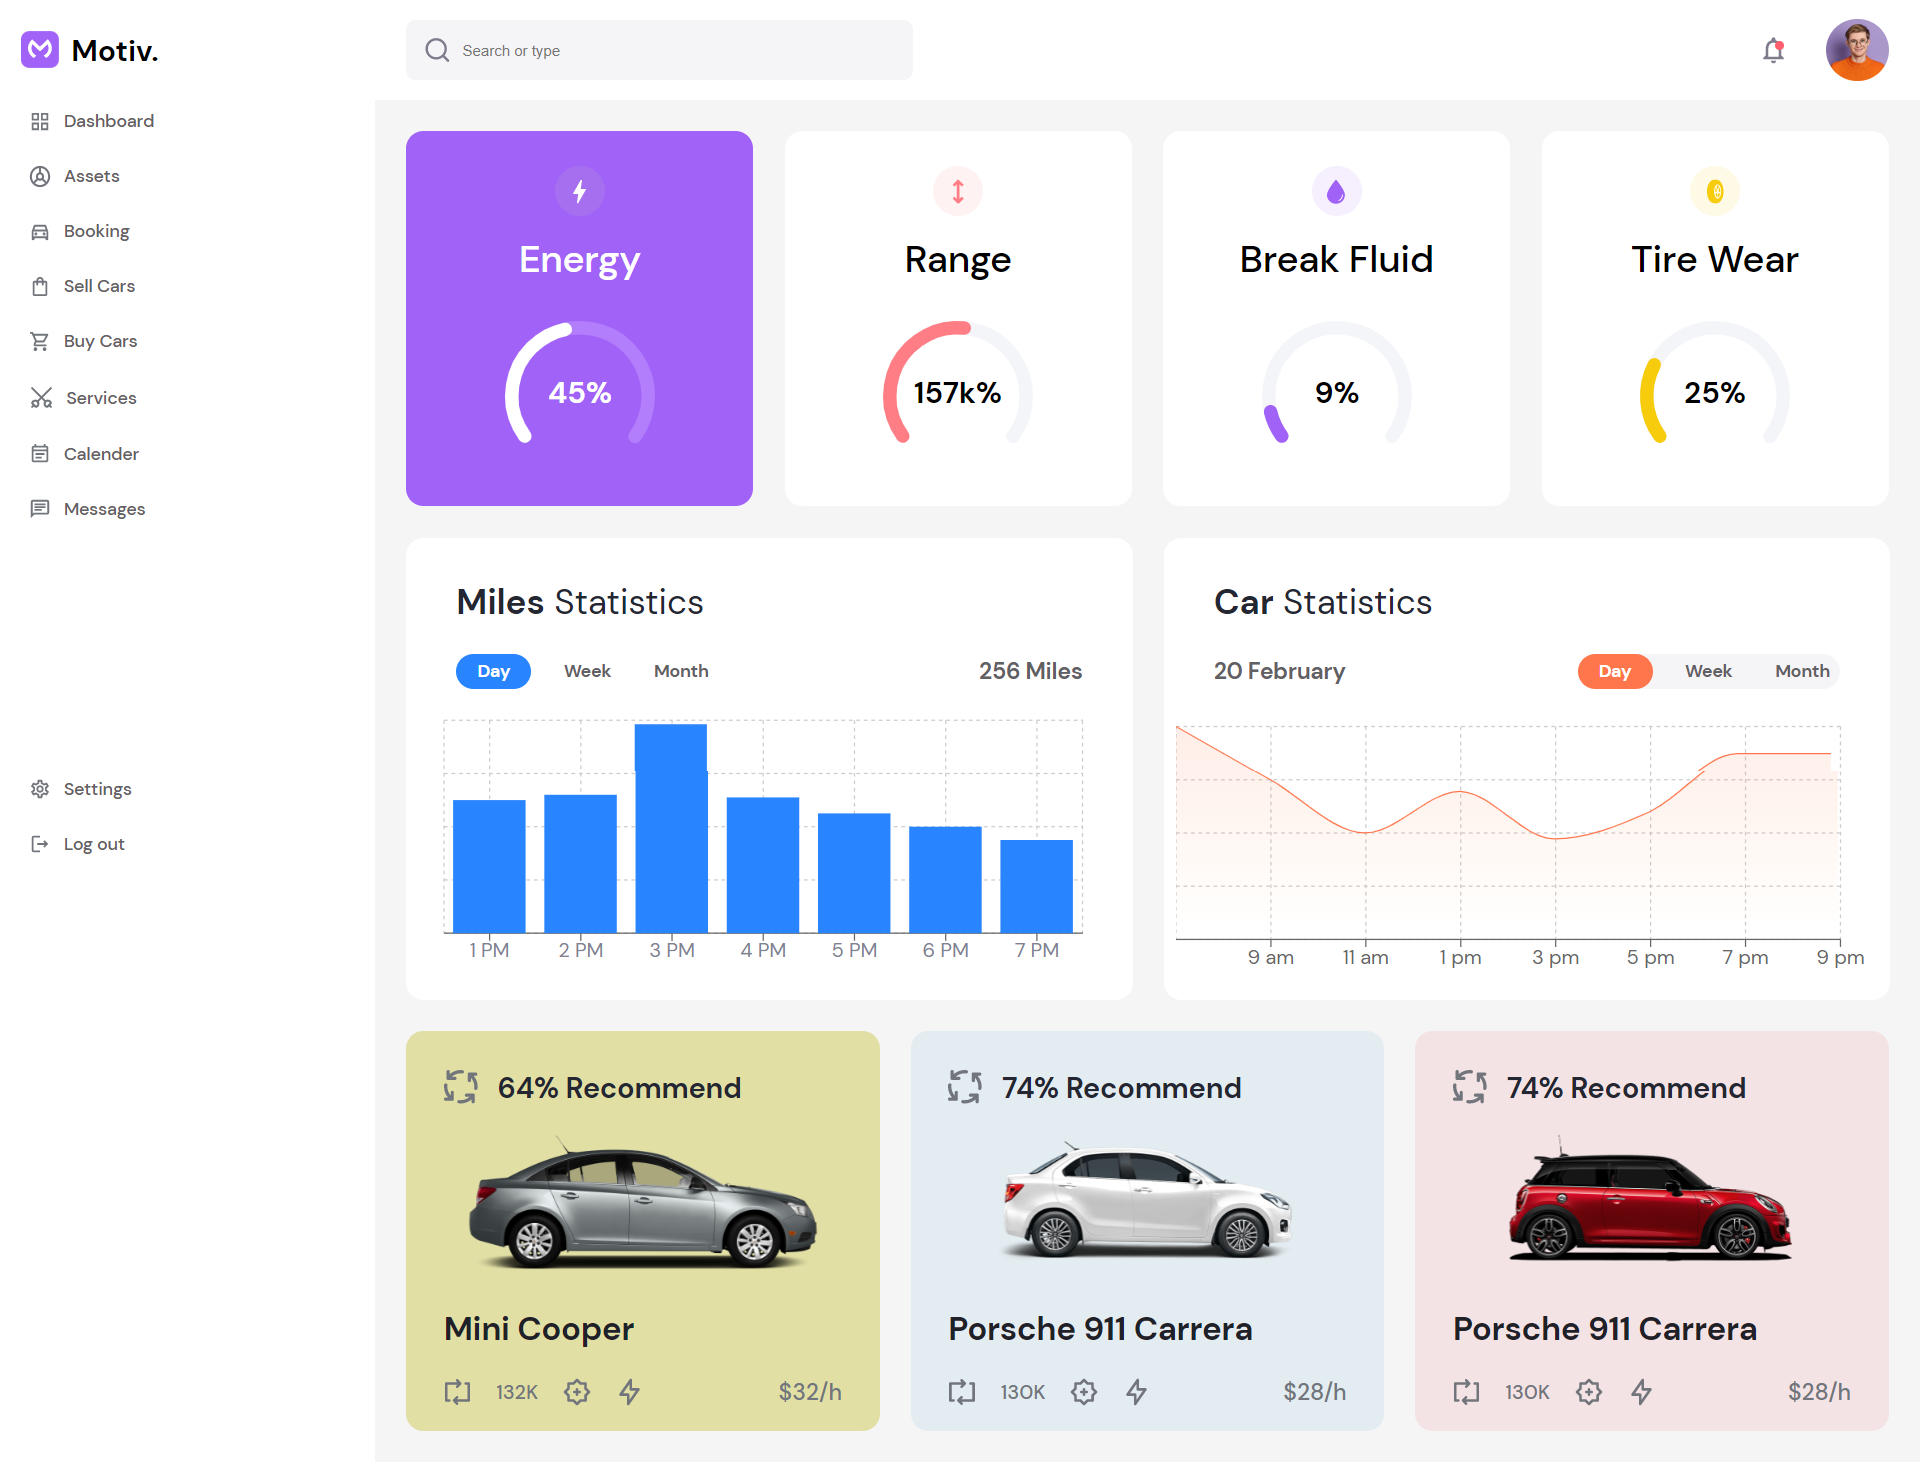 Motiv.
Search or type
Dashboard
Assets
Booking
Sell Cars
Buy Cars
Services
Calender
Messages
Settings
Log out
Energy
45%
Range
157k%
Break Fluid
9%
Tire Wear
25%
Miles Statistics
Day Week Month 256 Miles
1 PM 2 PM 3 PM 4 PM 5 PM 6 PM 7 PM
Car Statistics
20 February Day Week Month
9 am 11 am 1 pm 3 pm 5 pm 7 pm 9 pm
64% Recommend
Mini Cooper
132K $32/h
74% Recommend
Porsche 911 Carrera
130K $28/h
74% Recommend
Porsche 911 Carrera
130K $28/h